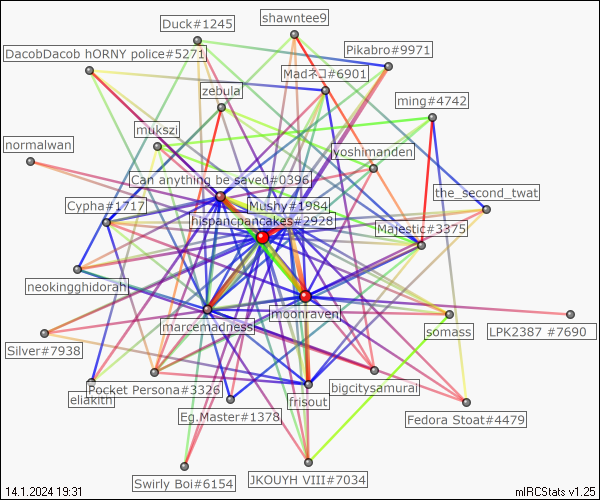 shawntee9
Duck#1245
Pikabro#9971
DacobDacob hORNY police#5271
Madネコ#6901
zebula
ming#4742
mukszi
normalwan
yoshimanden
Can anything be saved#0396
the_second_twat
Cypha#1717
Mushy#1984
hispancpancakes#2928
Majestic#3375
neokingghidorah
moonraven
marcemadness
somass
LPK2387 #7690
Silver#7938
Pocket Persona#3326
bigcitysamurai
eliakith
frisout
Eg.Master#1378
Fedora Stoat#4479
JKOUYH VIII#7034
Swirly Boi#6154
14.1.2024 19:31
mIRCStats v1.25